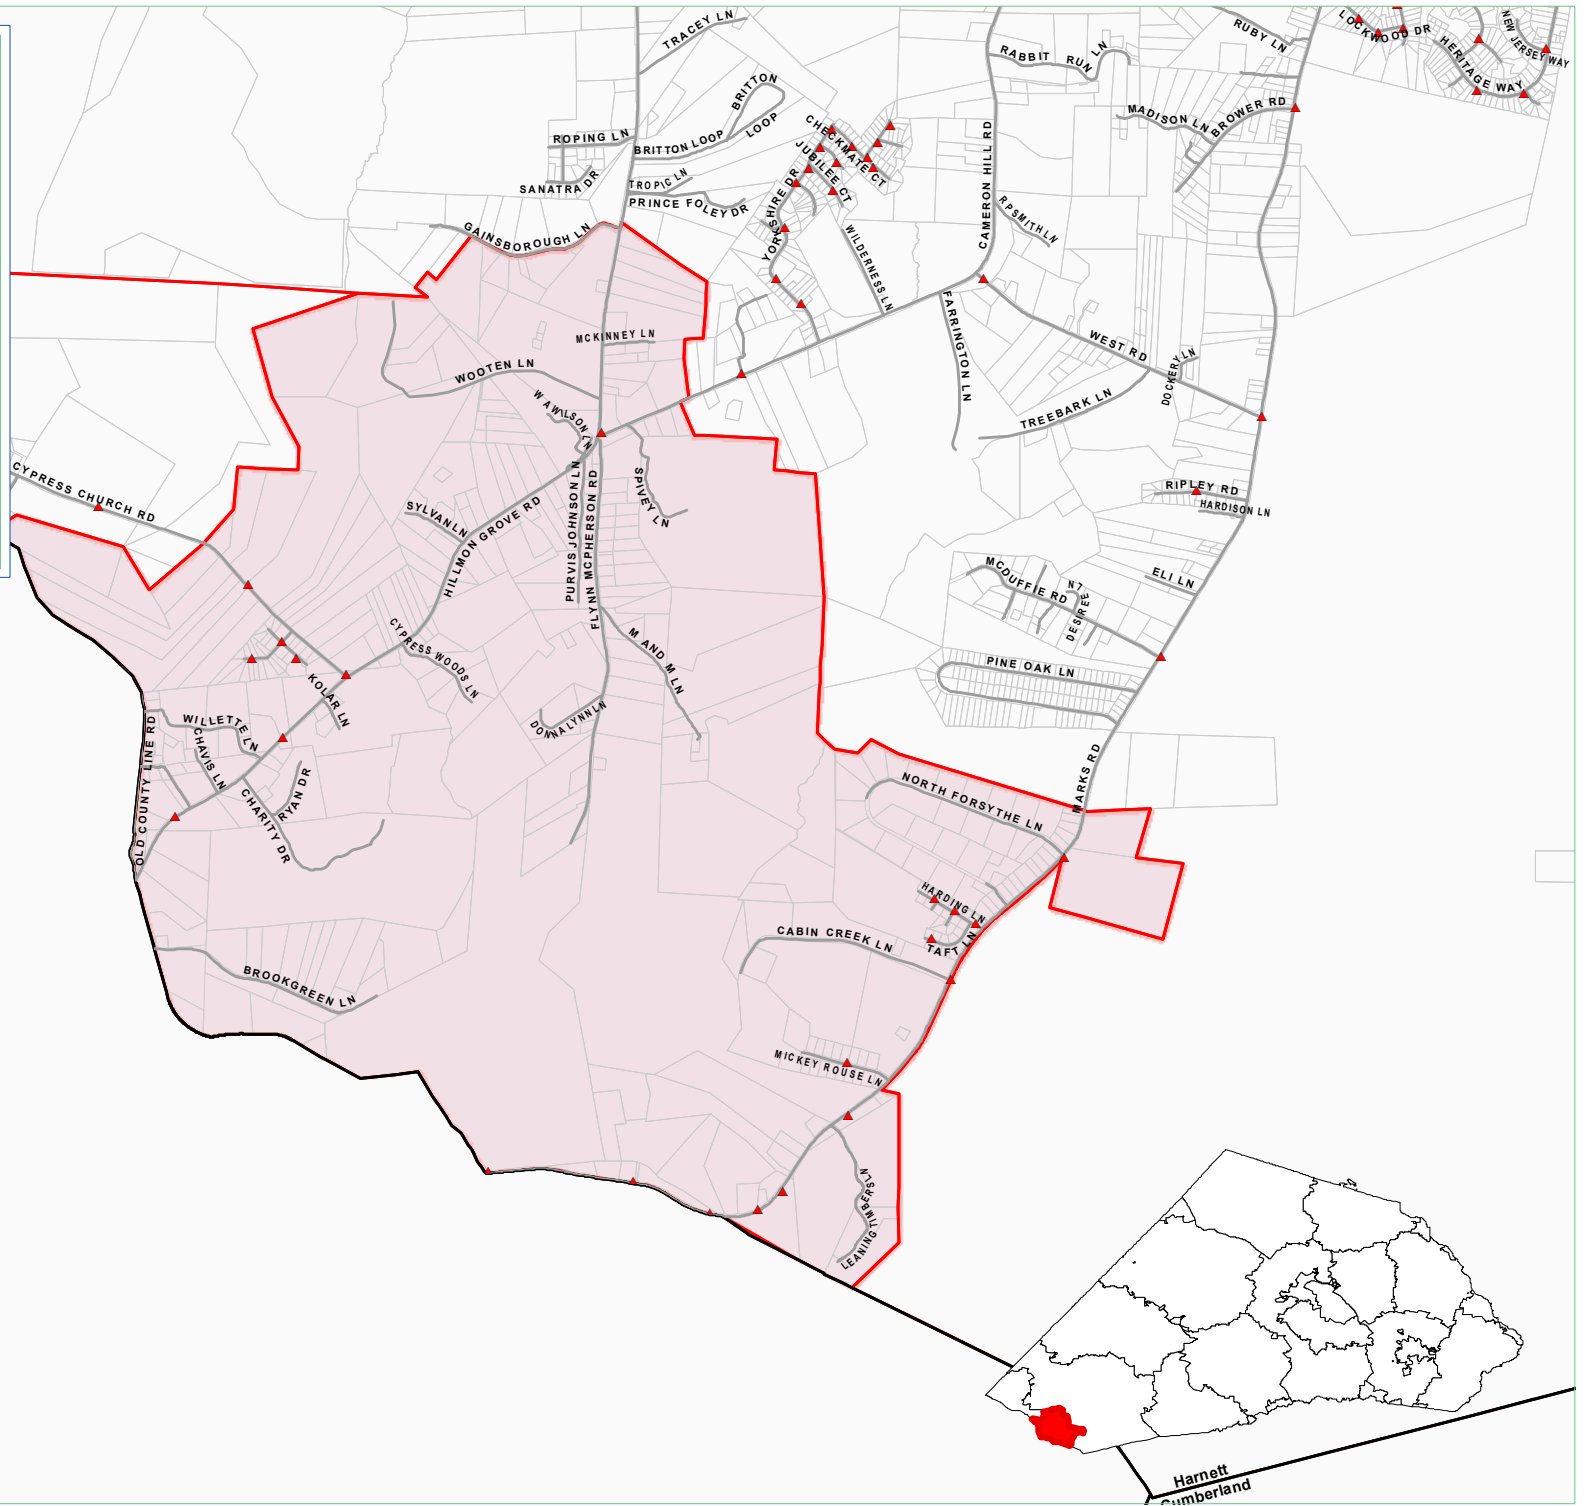 TRACEY LN
RUBY LN
LOCKWOOD DR
HERITAGE WAY
NEW JERSEY WAY
RABBIT RUN LN
BRITTON LOOP
ROPING LN
BRITTON LOOP
CHECKMATE CT
JUBILEE CT
MADISON LN
BROWER RD
SANATRA DR
TROPIC LN
PRINCE FOLEY DR
YORKSHIRE DR
CAMERON HILL RD
R P SMITH LN
GAINSBOROUGH LN
WILDERNESS LN
MCKINNEY LN
FARRINGTON LN
WEST RD
DOCKERY LN
WOOTEN LN
W A WILSON LN
TREEBARK LN
CYPRESS CHURCH RD
SYLVAN LN
HILLMON GROVE RD
PURVIS JOHNSON LN
FLYNN MCPHERSON RD
SPIVEY LN
RIPLEY RD
HARDISON LN
MCDUFFIE RD
N7
DESIREE
ELI LN
CYPRESS WOODS LN
M AND M LN
PINE OAK LN
KOLAR LN
WILLETTE LN
CHAVIS LN
OLD COUNTY LINE RD
DONNA LYNN LN
RYAN DR
CHARITY DR
NORTH FORSYTHE LN
MARKS RD
HARDING LN
TAFT LN
CABIN CREEK LN
BROOKGREEN LN
MICKEY ROUSE LN
LEANING TIMBERS LN
Harnett
Cumberland